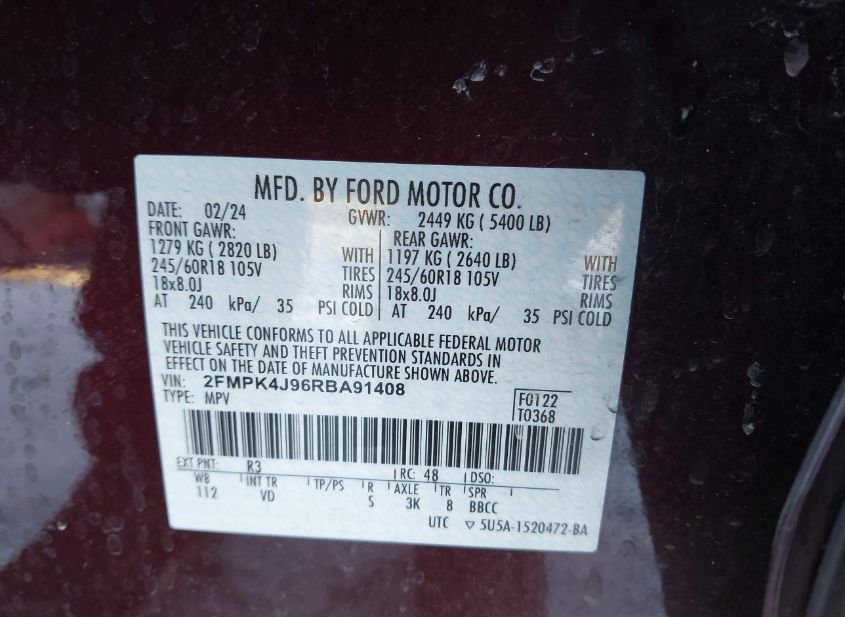 MFD. BY FORD MOTOR CO.
DATE: 02/24 GVWR: 2449 KG ( 5400 LB)
FRONT GAWR: REAR GAWR:
1279 KG ( 2820 LB) WITH 1197 KG ( 2640 LB) WITH
245/60R18 105V TIRES 245/60R18 105V TIRES
18x8.0J RIMS 18x8.0J RIMS
AT 240 kPa/ 35 PSI COLD AT 240 kPa/ 35 PSI COLD
THIS VEHICLE CONFORMS TO ALL APPLICABLE FEDERAL MOTOR
VEHICLE SAFETY AND THEFT PREVENTION STANDARDS IN
EFFECT ON THE DATE OF MANUFACTURE SHOWN ABOVE.
VIN: 2FMPK4J96RBA91408
TYPE: MPV
F0122
T0368
EXT PNT: R3 RC: 48 DSO:
WB INT TR TP/PS R AXLE TR SPR
112 VD S 3K 8 BBCC
UTC ▽ 5U5A-1520472-BA